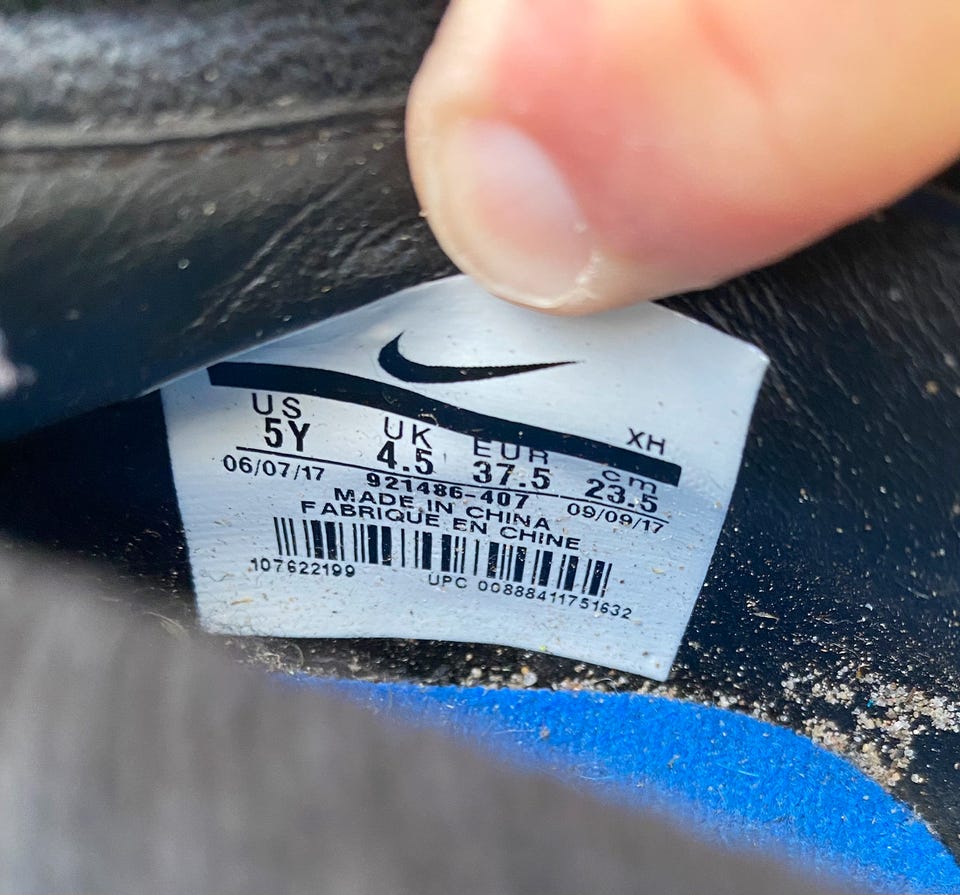 XH
US UK EUR cm
5Y 4.5 37.5 23.5
06/07/17 921486-407 09/09/17
MADE IN CHINA
FABRIQUE EN CHINE
107622199 UPC 00888411751632